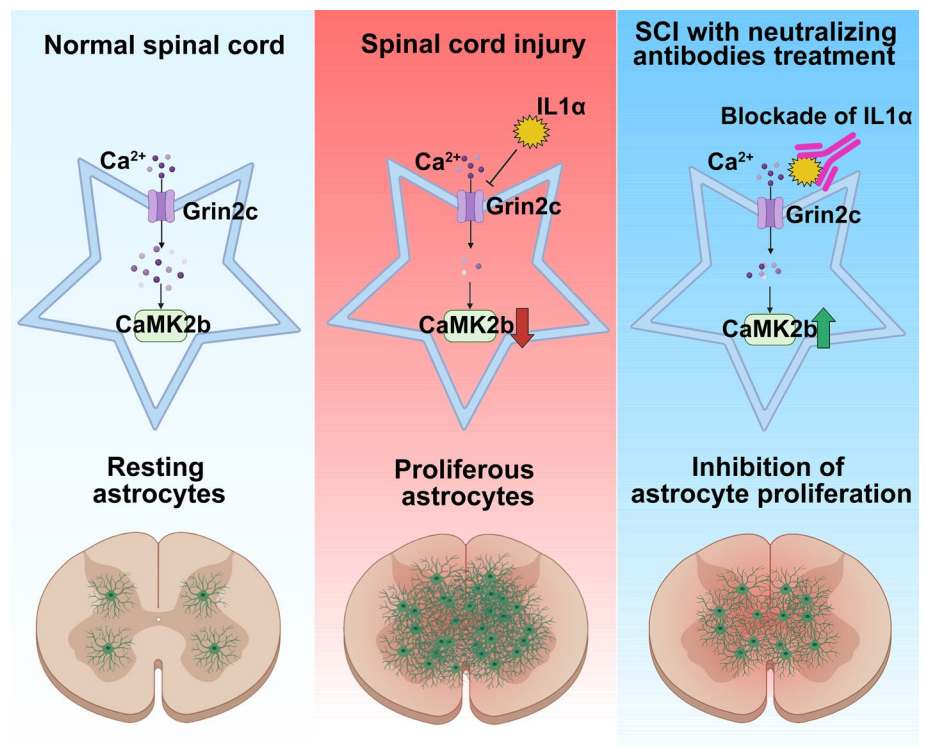 Normal spinal cord
Ca²⁺
Grin2c
CaMK2b
Resting
astrocytes
Spinal cord injury
IL1α
Ca²⁺
Grin2c
CaMK2b
Proliferous
astrocytes
SCI with neutralizing
antibodies treatment
Blockade of IL1α
Ca²⁺
Grin2c
CaMK2b
Inhibition of
astrocyte proliferation